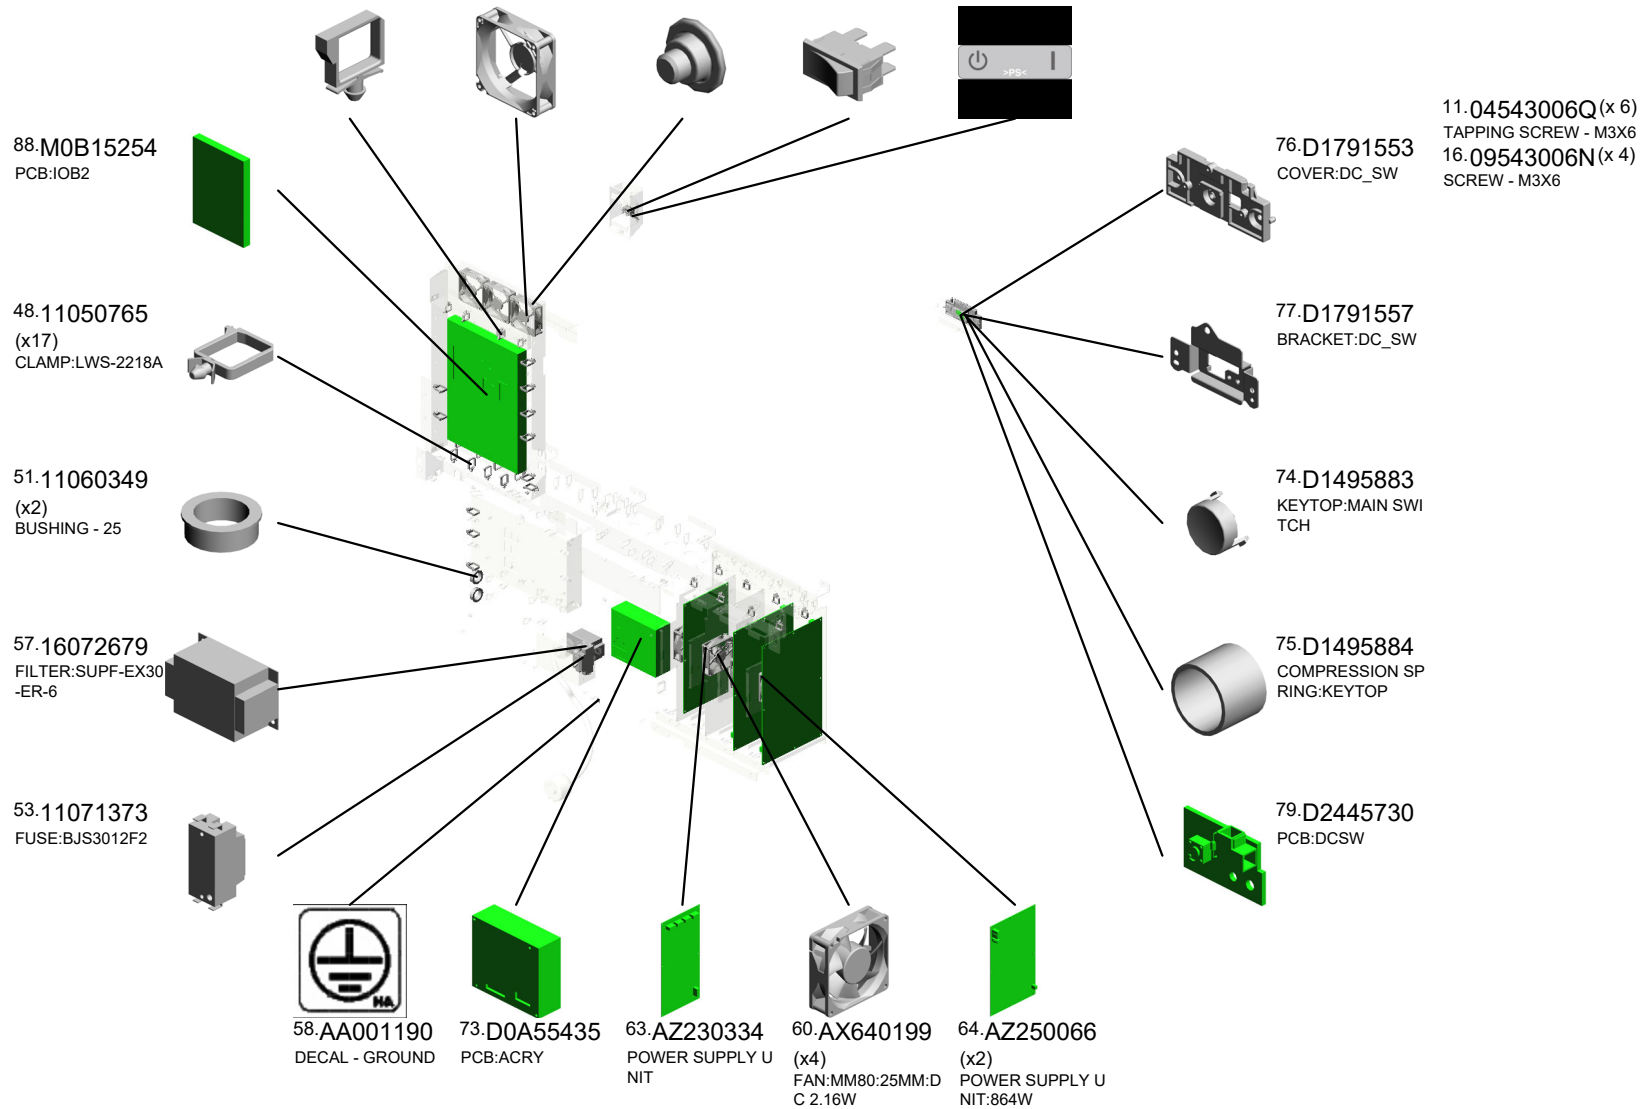 >PS<
11.04543006Q(x 6)
TAPPING SCREW - M3X6
16.09543006N(x 4)
SCREW - M3X6
88.M0B15254
PCB:IOB2
76.D1791553
COVER:DC_SW
48.11050765
(x17)
CLAMP:LWS-2218A
77.D1791557
BRACKET:DC_SW
51.11060349
(x2)
BUSHING - 25
74.D1495883
KEYTOP:MAIN SWI
TCH
57.16072679
FILTER:SUPF-EX30
-ER-6
75.D1495884
COMPRESSION SP
RING:KEYTOP
53.11071373
FUSE:BJS3012F2
79.D2445730
PCB:DCSW
HA
58.AA001190
DECAL - GROUND
73.D0A55435
PCB:ACRY
63.AZ230334
POWER SUPPLY U
NIT
60.AX640199
(x4)
FAN:MM80:25MM:D
C 2.16W
64.AZ250066
(x2)
POWER SUPPLY U
NIT:864W